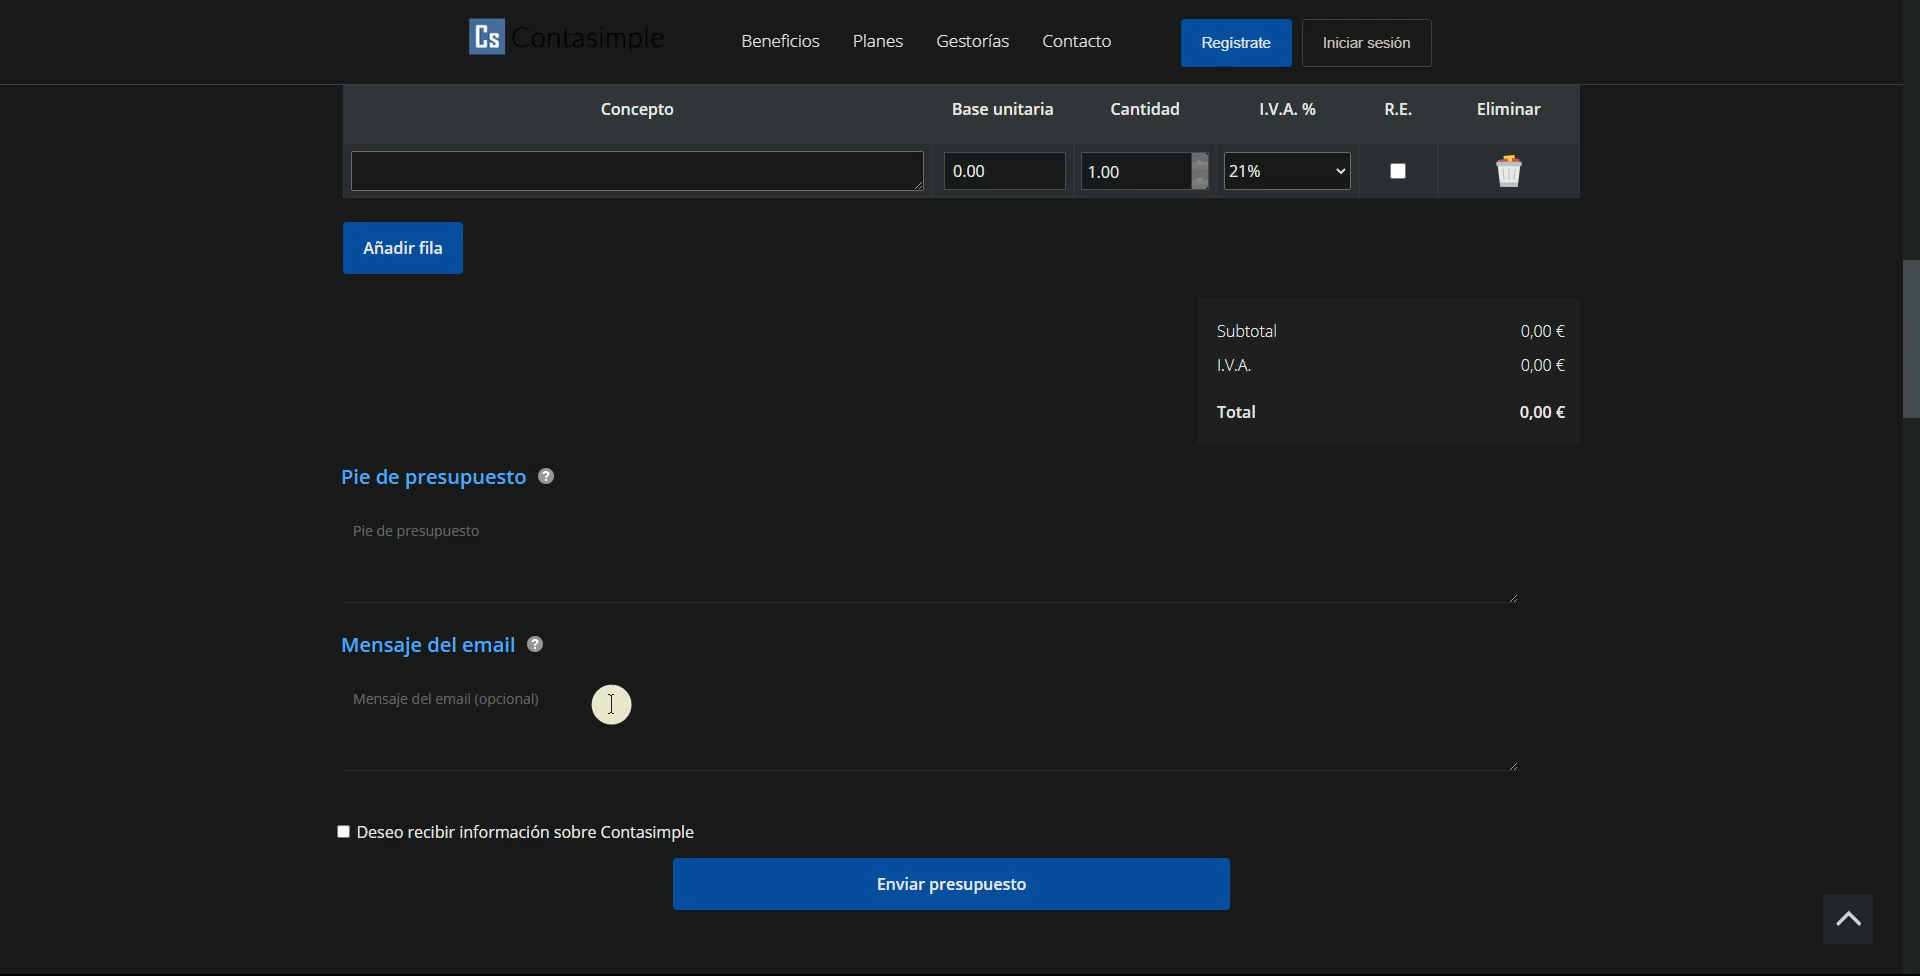 Cs Contasimple
Beneficios Planes Gestorías Contacto Regístrate Iniciar sesión
Concepto Base unitaria Cantidad I.V.A. % R.E. Eliminar
0.00 1.00 21%
Añadir fila
Subtotal 0,00 €
I.V.A. 0,00 €
Total 0,00 €
Pie de presupuesto ?
Pie de presupuesto
Mensaje del email ?
Mensaje del email (opcional)
Deseo recibir información sobre Contasimple
Enviar presupuesto